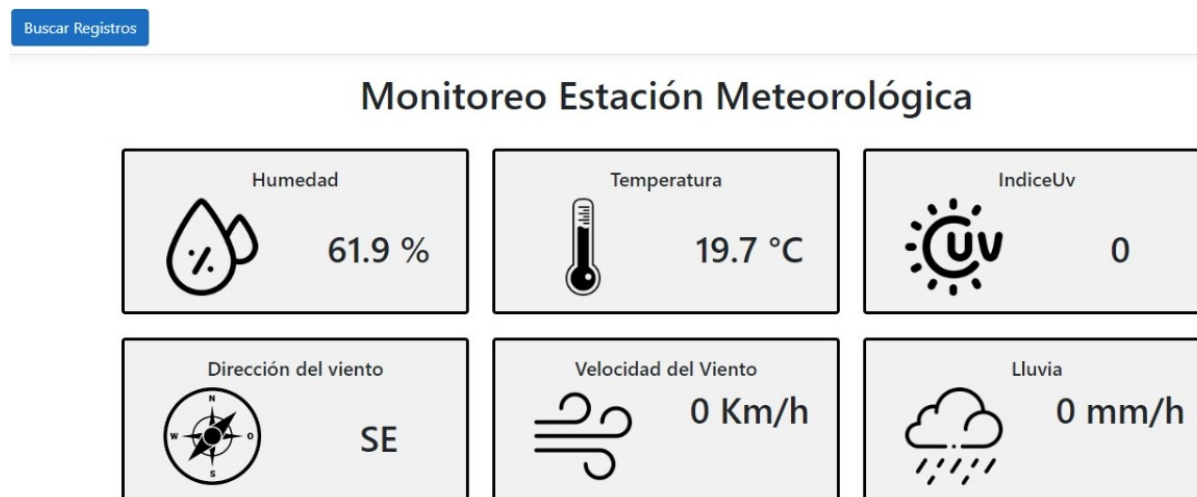 Buscar Registros
Monitoreo Estación Meteorológica
Humedad
61.9 %
Temperatura
19.7 °C
IndiceUv
UV
0
Dirección del viento
N
W
O
S
SE
Velocidad del Viento
0 Km/h
Lluvia
0 mm/h